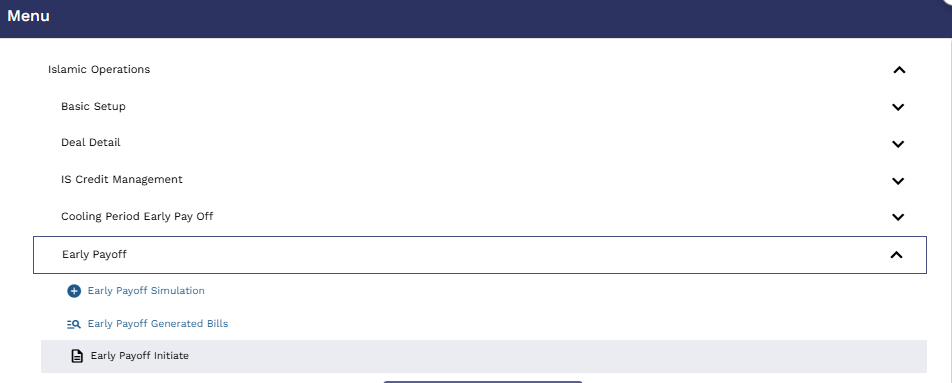 Menu
Islamic Operations
Basic Setup
Deal Detail
IS Credit Management
Cooling Period Early Pay Off
Early Payoff
Early Payoff Simulation
Early Payoff Generated Bills
Early Payoff Initiate